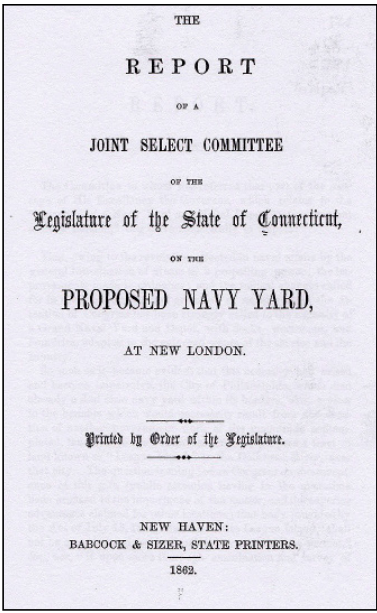 THE
REPORT
OF A
JOINT SELECT COMMITTEE
OF THE
Legislature of the State of Connecticut,
ON THE
PROPOSED NAVY YARD,
AT NEW LONDON.
Printed by Order of the Legislature.
NEW HAVEN:
BABCOCK & SIZER, STATE PRINTERS.
1862.